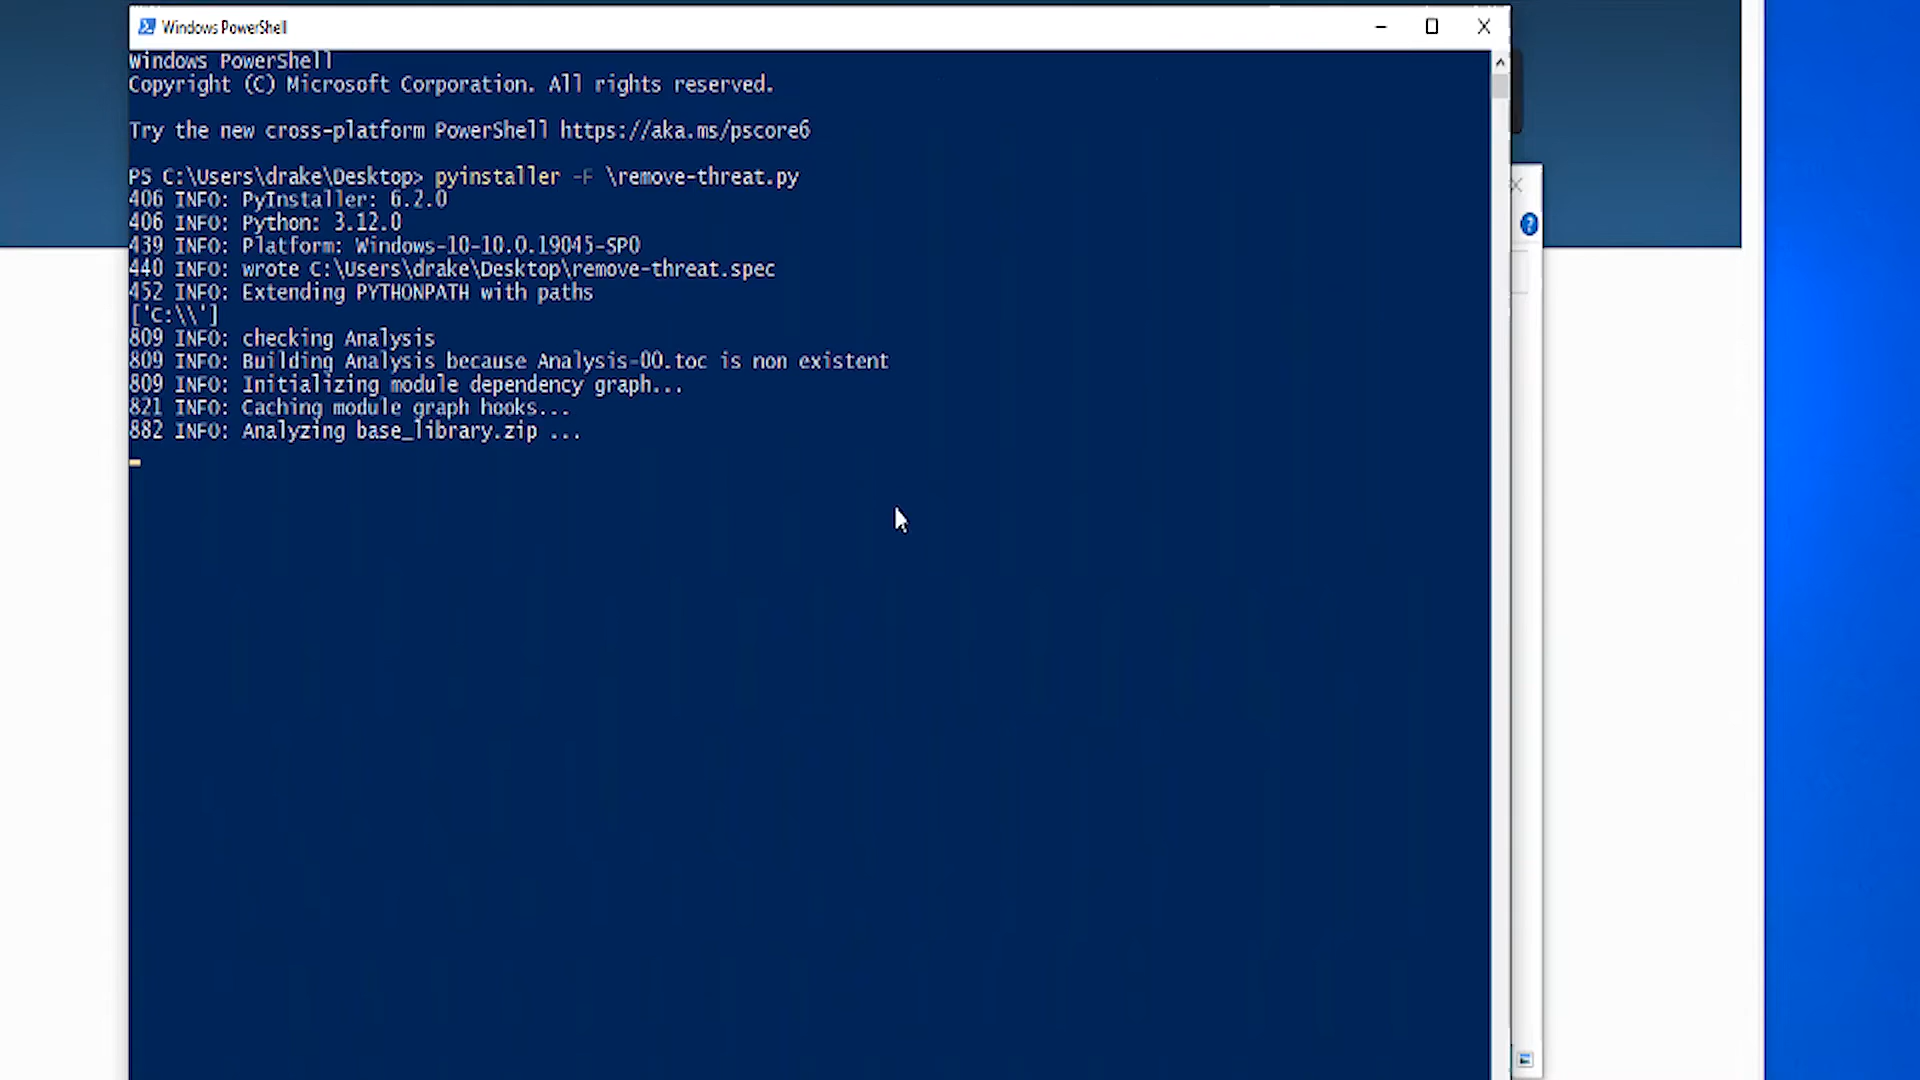 Windows PowerShell
Windows PowerShell
Copyright (C) Microsoft Corporation. All rights reserved.
Try the new cross-platform PowerShell https://aka.ms/pscore6
PS C:\Users\drake\Desktop> pyinstaller -F \remove-threat.py
406 INFO: PyInstaller: 6.2.0
406 INFO: Python: 3.12.0
439 INFO: Platform: Windows-10-10.0.19045-SP0
440 INFO: wrote C:\Users\drake\Desktop\remove-threat.spec
452 INFO: Extending PYTHONPATH with paths
['C:\\']
809 INFO: checking Analysis
809 INFO: Building Analysis because Analysis-00.toc is non existent
809 INFO: Initializing module dependency graph...
821 INFO: Caching module graph hooks...
882 INFO: Analyzing base_library.zip ...